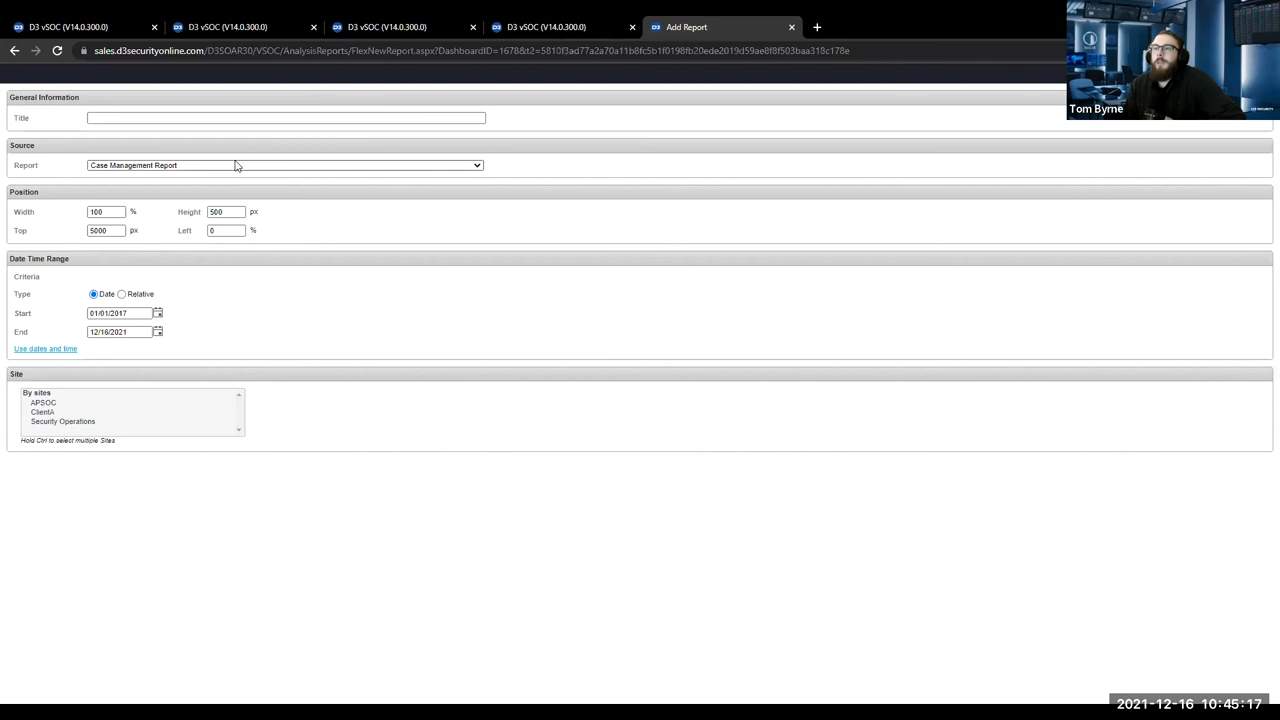 D3 vSOC (V14.0.300.0)
D3 vSOC (V14.0.300.0)
D3 vSOC (V14.0.300.0)
D3 vSOC (V14.0.300.0)
Add Report
sales.d3securityonline.com/D3SOAR30/VSOC/AnalysisReports/FlexNewReport.aspx?DashboardID=1678&t2=5810f3ad77a2a70a11b8fc5b1f0198fb20ede2019d59ae8f8f503baa318c178e
Tom Byrne
General Information
Title
Source
Report Case Management Report
Position
Width 100 % Height 500 px
Top 5000 px Left 0 %
Date Time Range
Criteria
Type Date Relative
Start 01/01/2017
End 12/16/2021
Use dates and time
Site
By sites
APSOC
ClientA
Security Operations
Hold Ctrl to select multiple Sites
2021-12-16 10:45:17